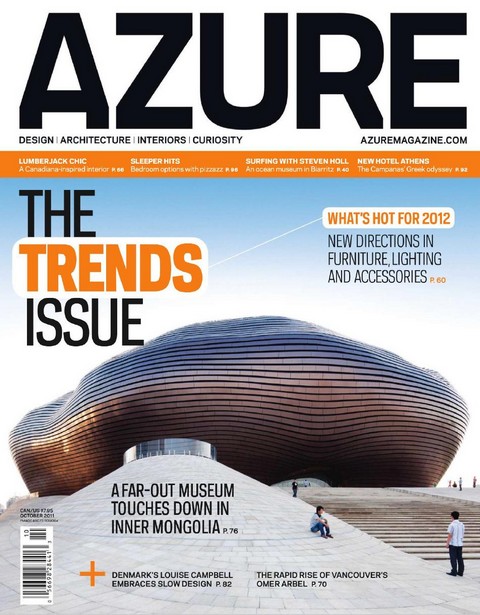 AZURE
DESIGN | ARCHITECTURE | INTERIORS | CURIOSITY
AZUREMAGAZINE.COM
LUMBERJACK CHIC
A Canadiana-inspired interior
SLEEPER HITS
Bedroom options with pizzazz
SURFING WITH STEVEN HOLL
An ocean museum in Biarritz P. 40
NEW HOTEL ATHENS
The Campanas' Greek odyssey
THE
TRENDS
ISSUE
WHAT'S HOT FOR 2012
NEW DIRECTIONS IN
FURNITURE, LIGHTING
AND ACCESSORIES P. 60
A FAR-OUT MUSEUM
TOUCHES DOWN IN
INNER MONGOLIA P. 76
CAN/US $7.95
OCTOBER 2011
+
DENMARK'S LOUISE CAMPBELL
EMBRACES SLOW DESIGN P. 82
THE RAPID RISE OF VANCOUVER'S
OMER ARBEL P. 70